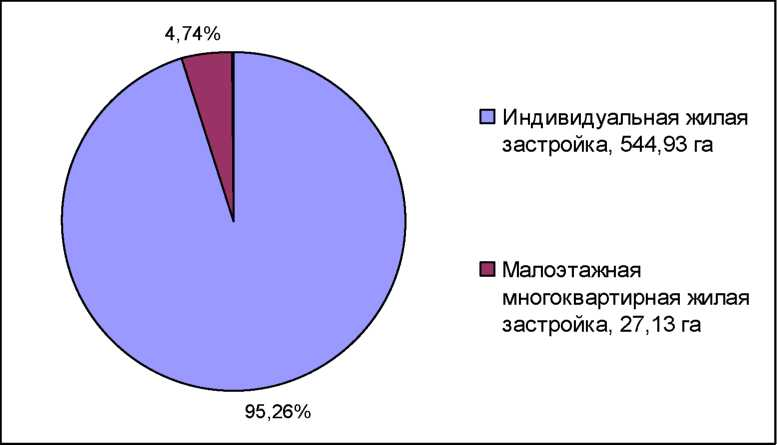 4,74%
Индивидуальная жилая
застройка, 544,93 га
Малоэтажная
многоквартирная жилая
застройка, 27,13 га
95,26%